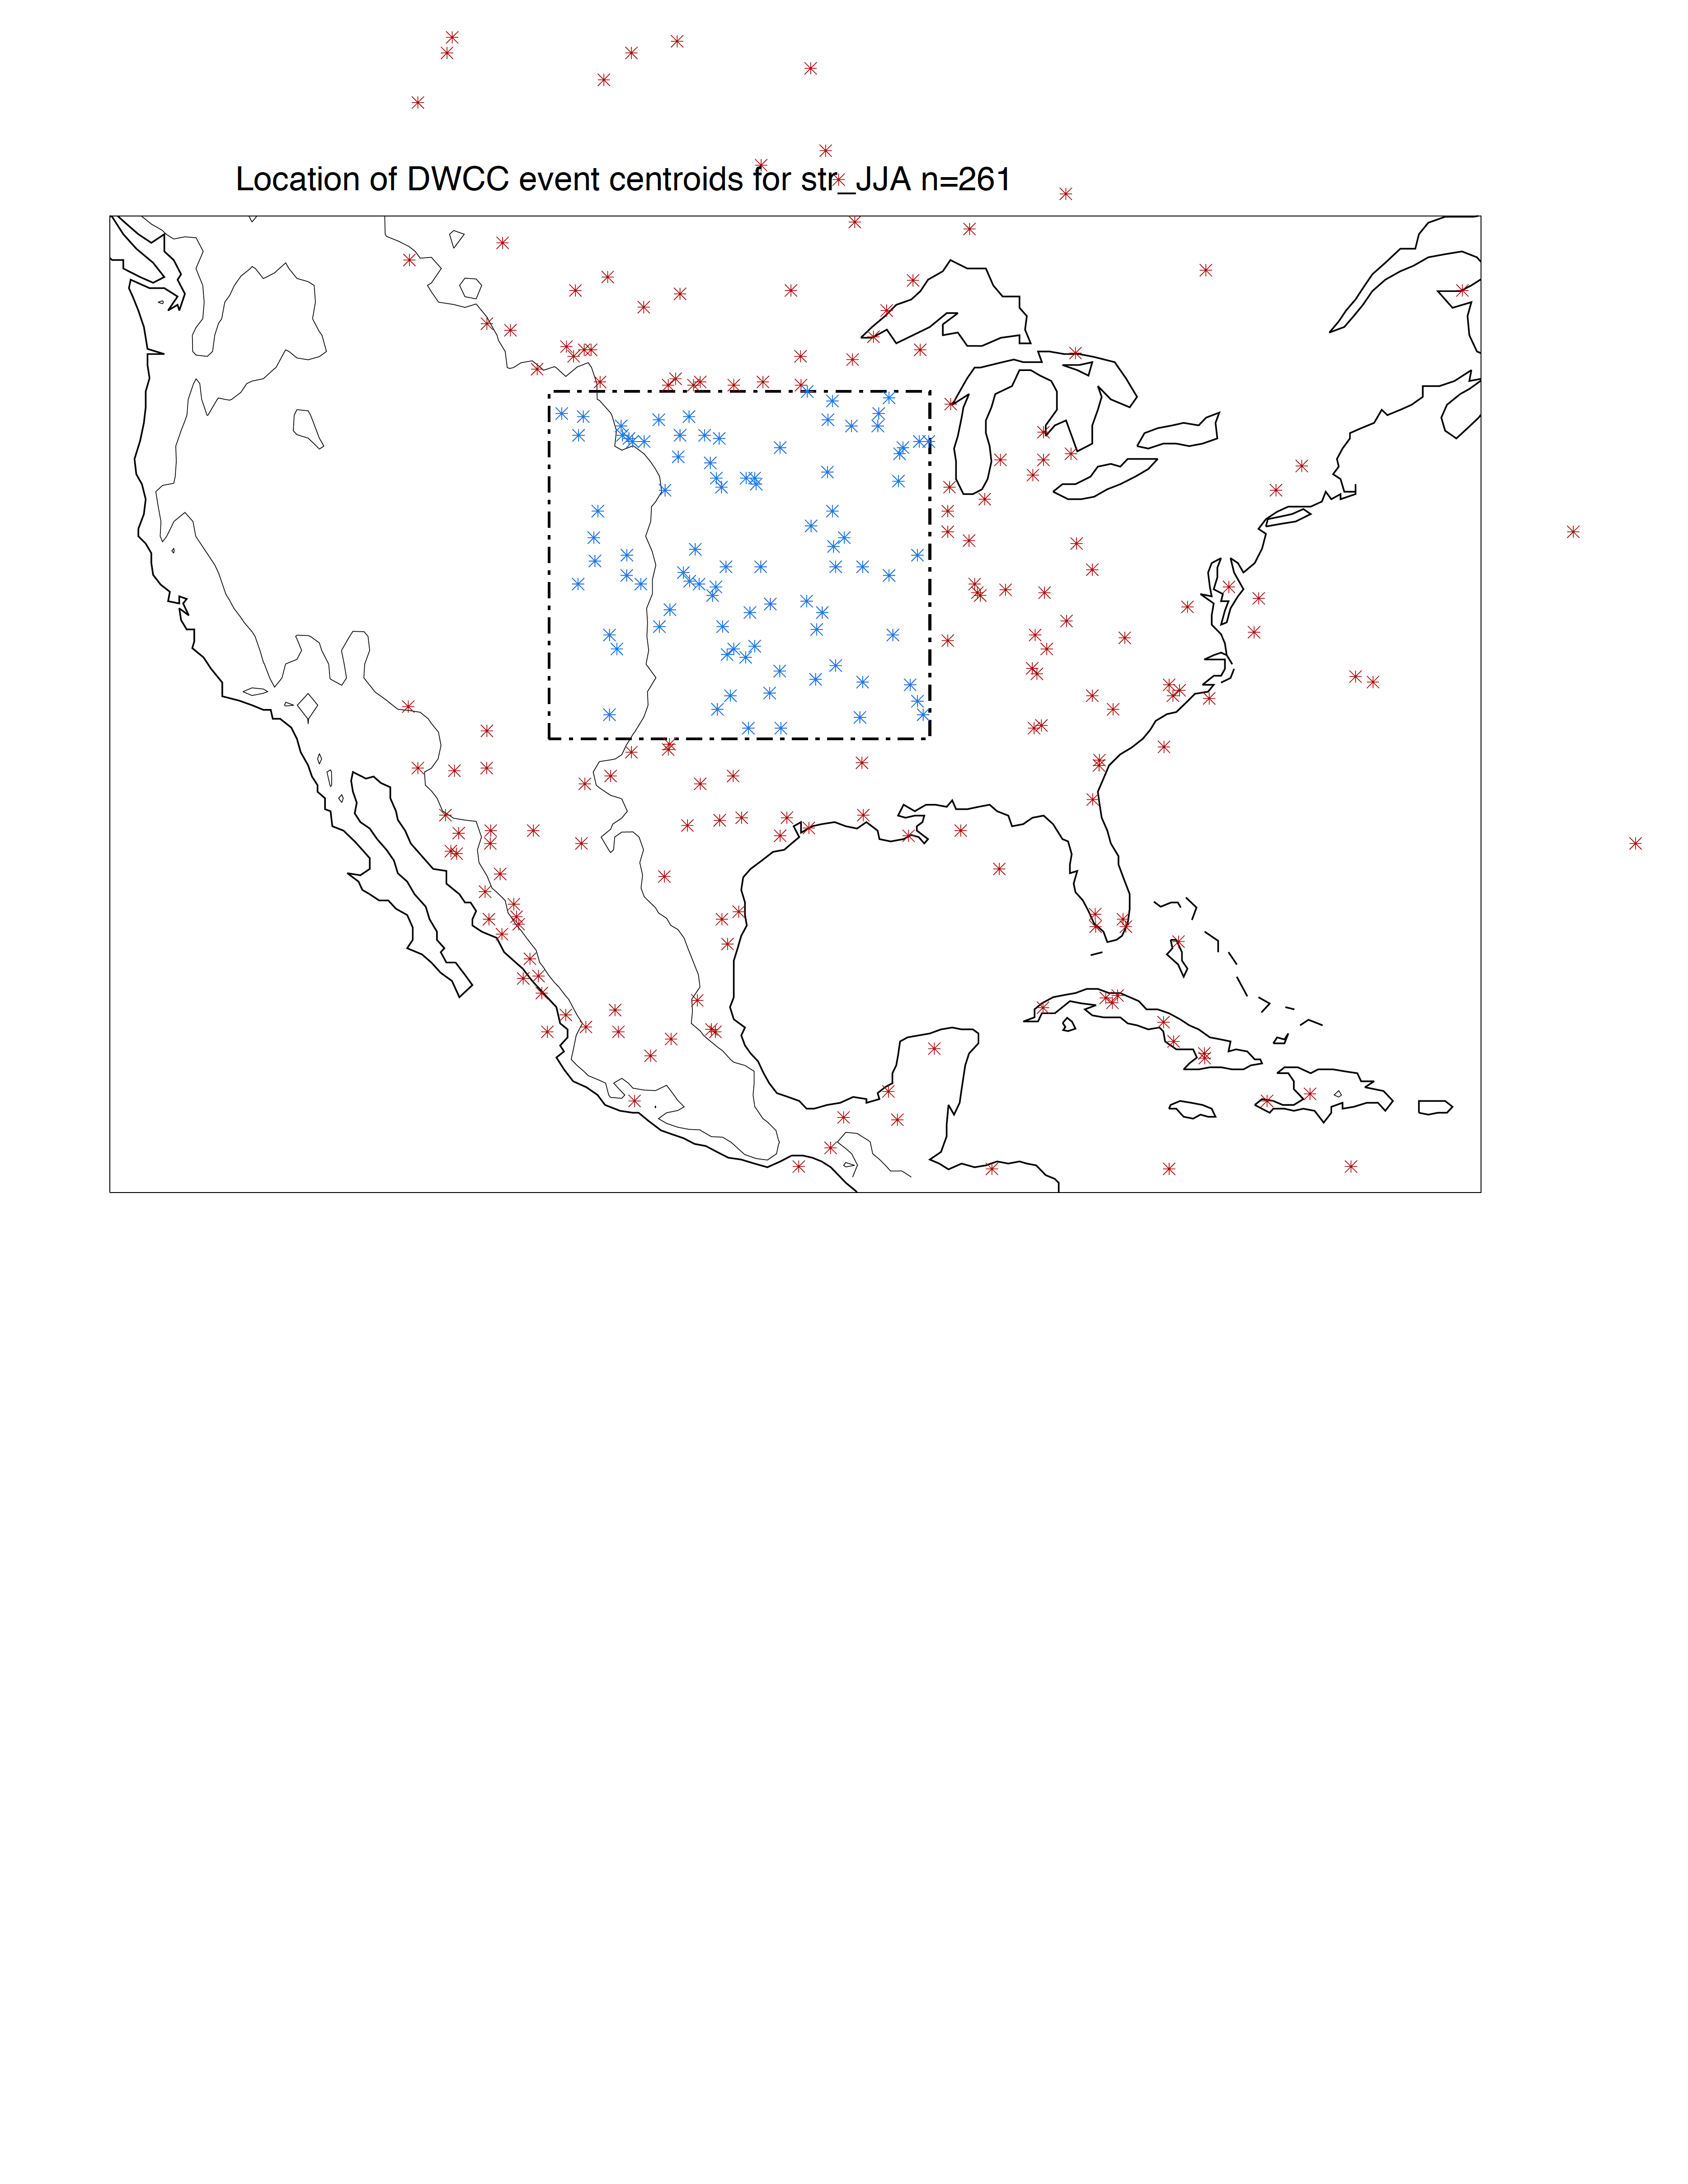 Location of DWCC event centroids for str_JJA n=261